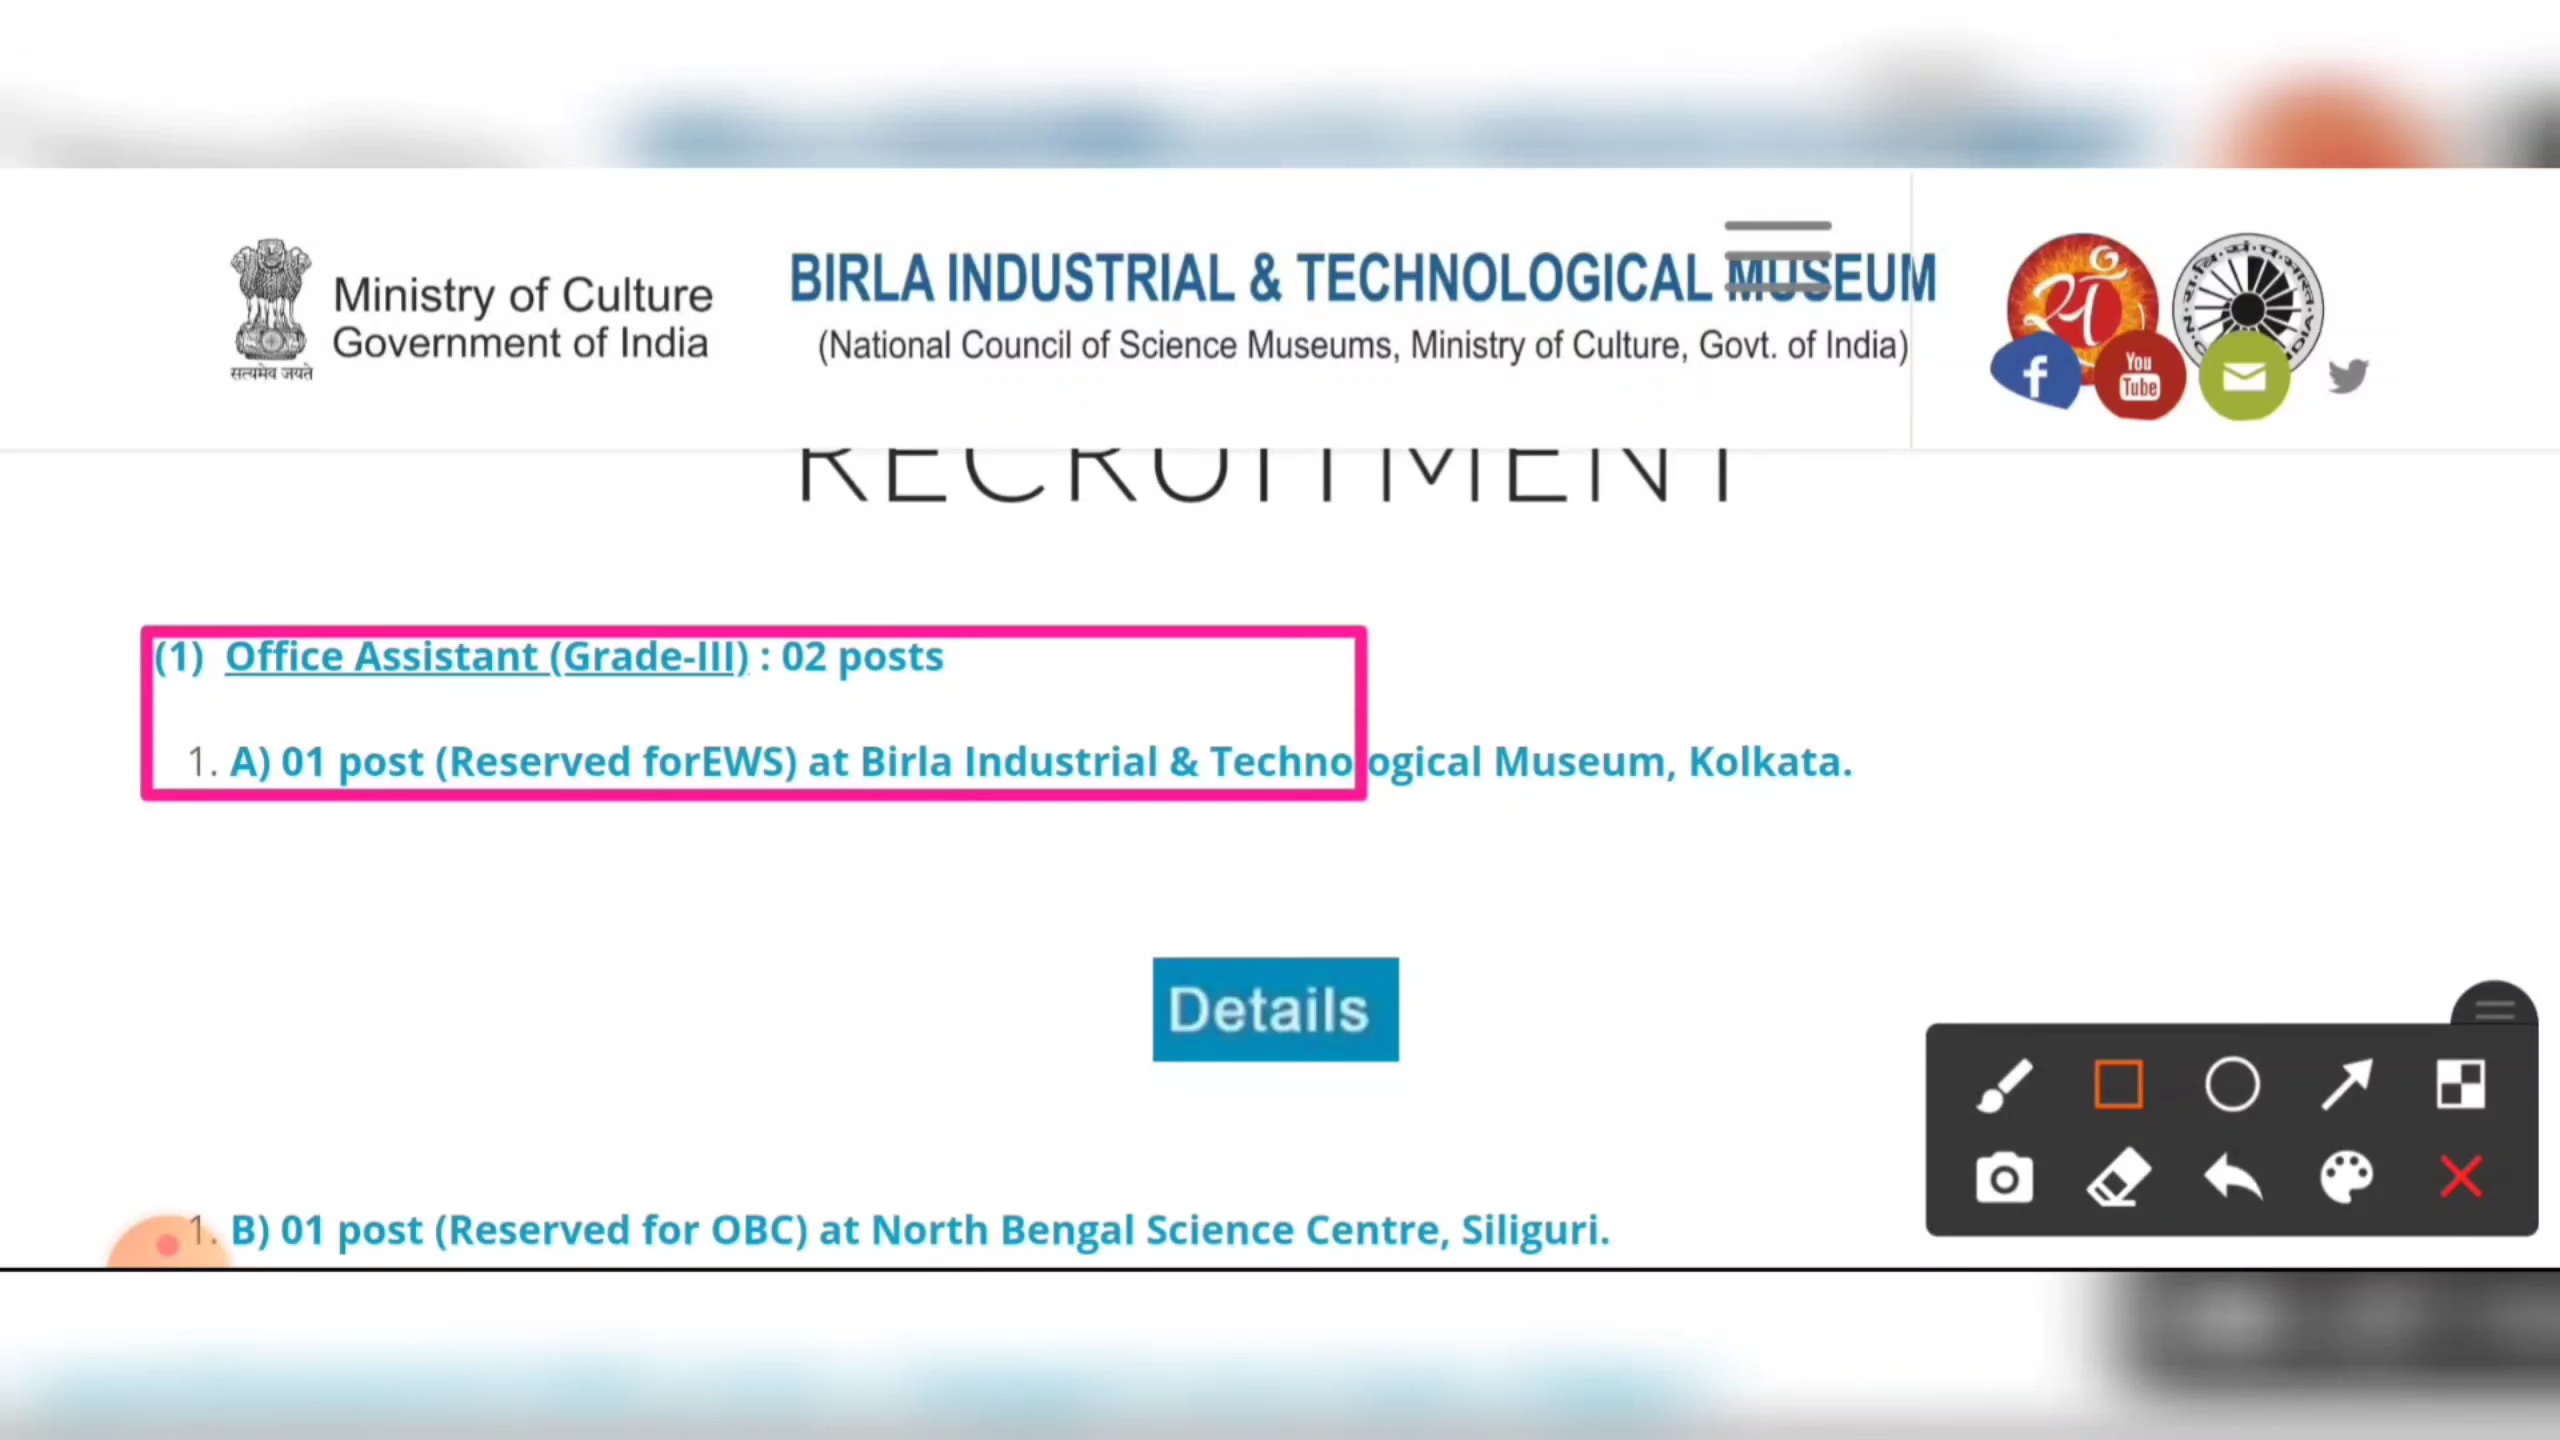 Ministry of Culture
Government of India
सत्यमेव जयते
BIRLA INDUSTRIAL & TECHNOLOGICAL MUSEUM
(National Council of Science Museums, Ministry of Culture, Govt. of India)
f
You
Tube
RECRUITMENT
(1) Office Assistant (Grade-III) : 02 posts
1. A) 01 post (Reserved forEWS) at Birla Industrial & Technological Museum, Kolkata.
Details
1. B) 01 post (Reserved for OBC) at North Bengal Science Centre, Siliguri.